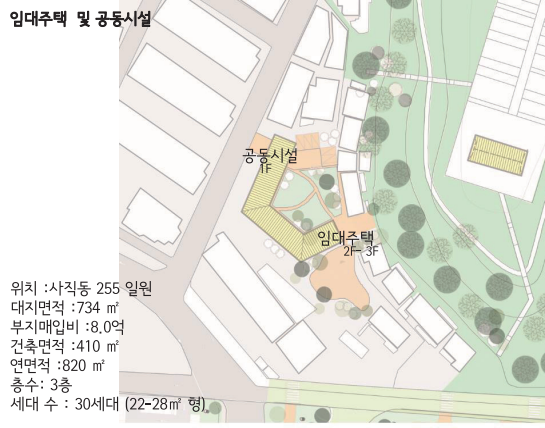 임대주택 및 공동시설
공동시설
1F
임대주택
2F- 3F
위치 :사직동 255 일원
대지면적 :734 ㎡
부지매입비 :8.0억
건축면적 :410 ㎡
연면적 :820 ㎡
층수: 3층
세대 수 : 30세대 (22-28㎡ 형)